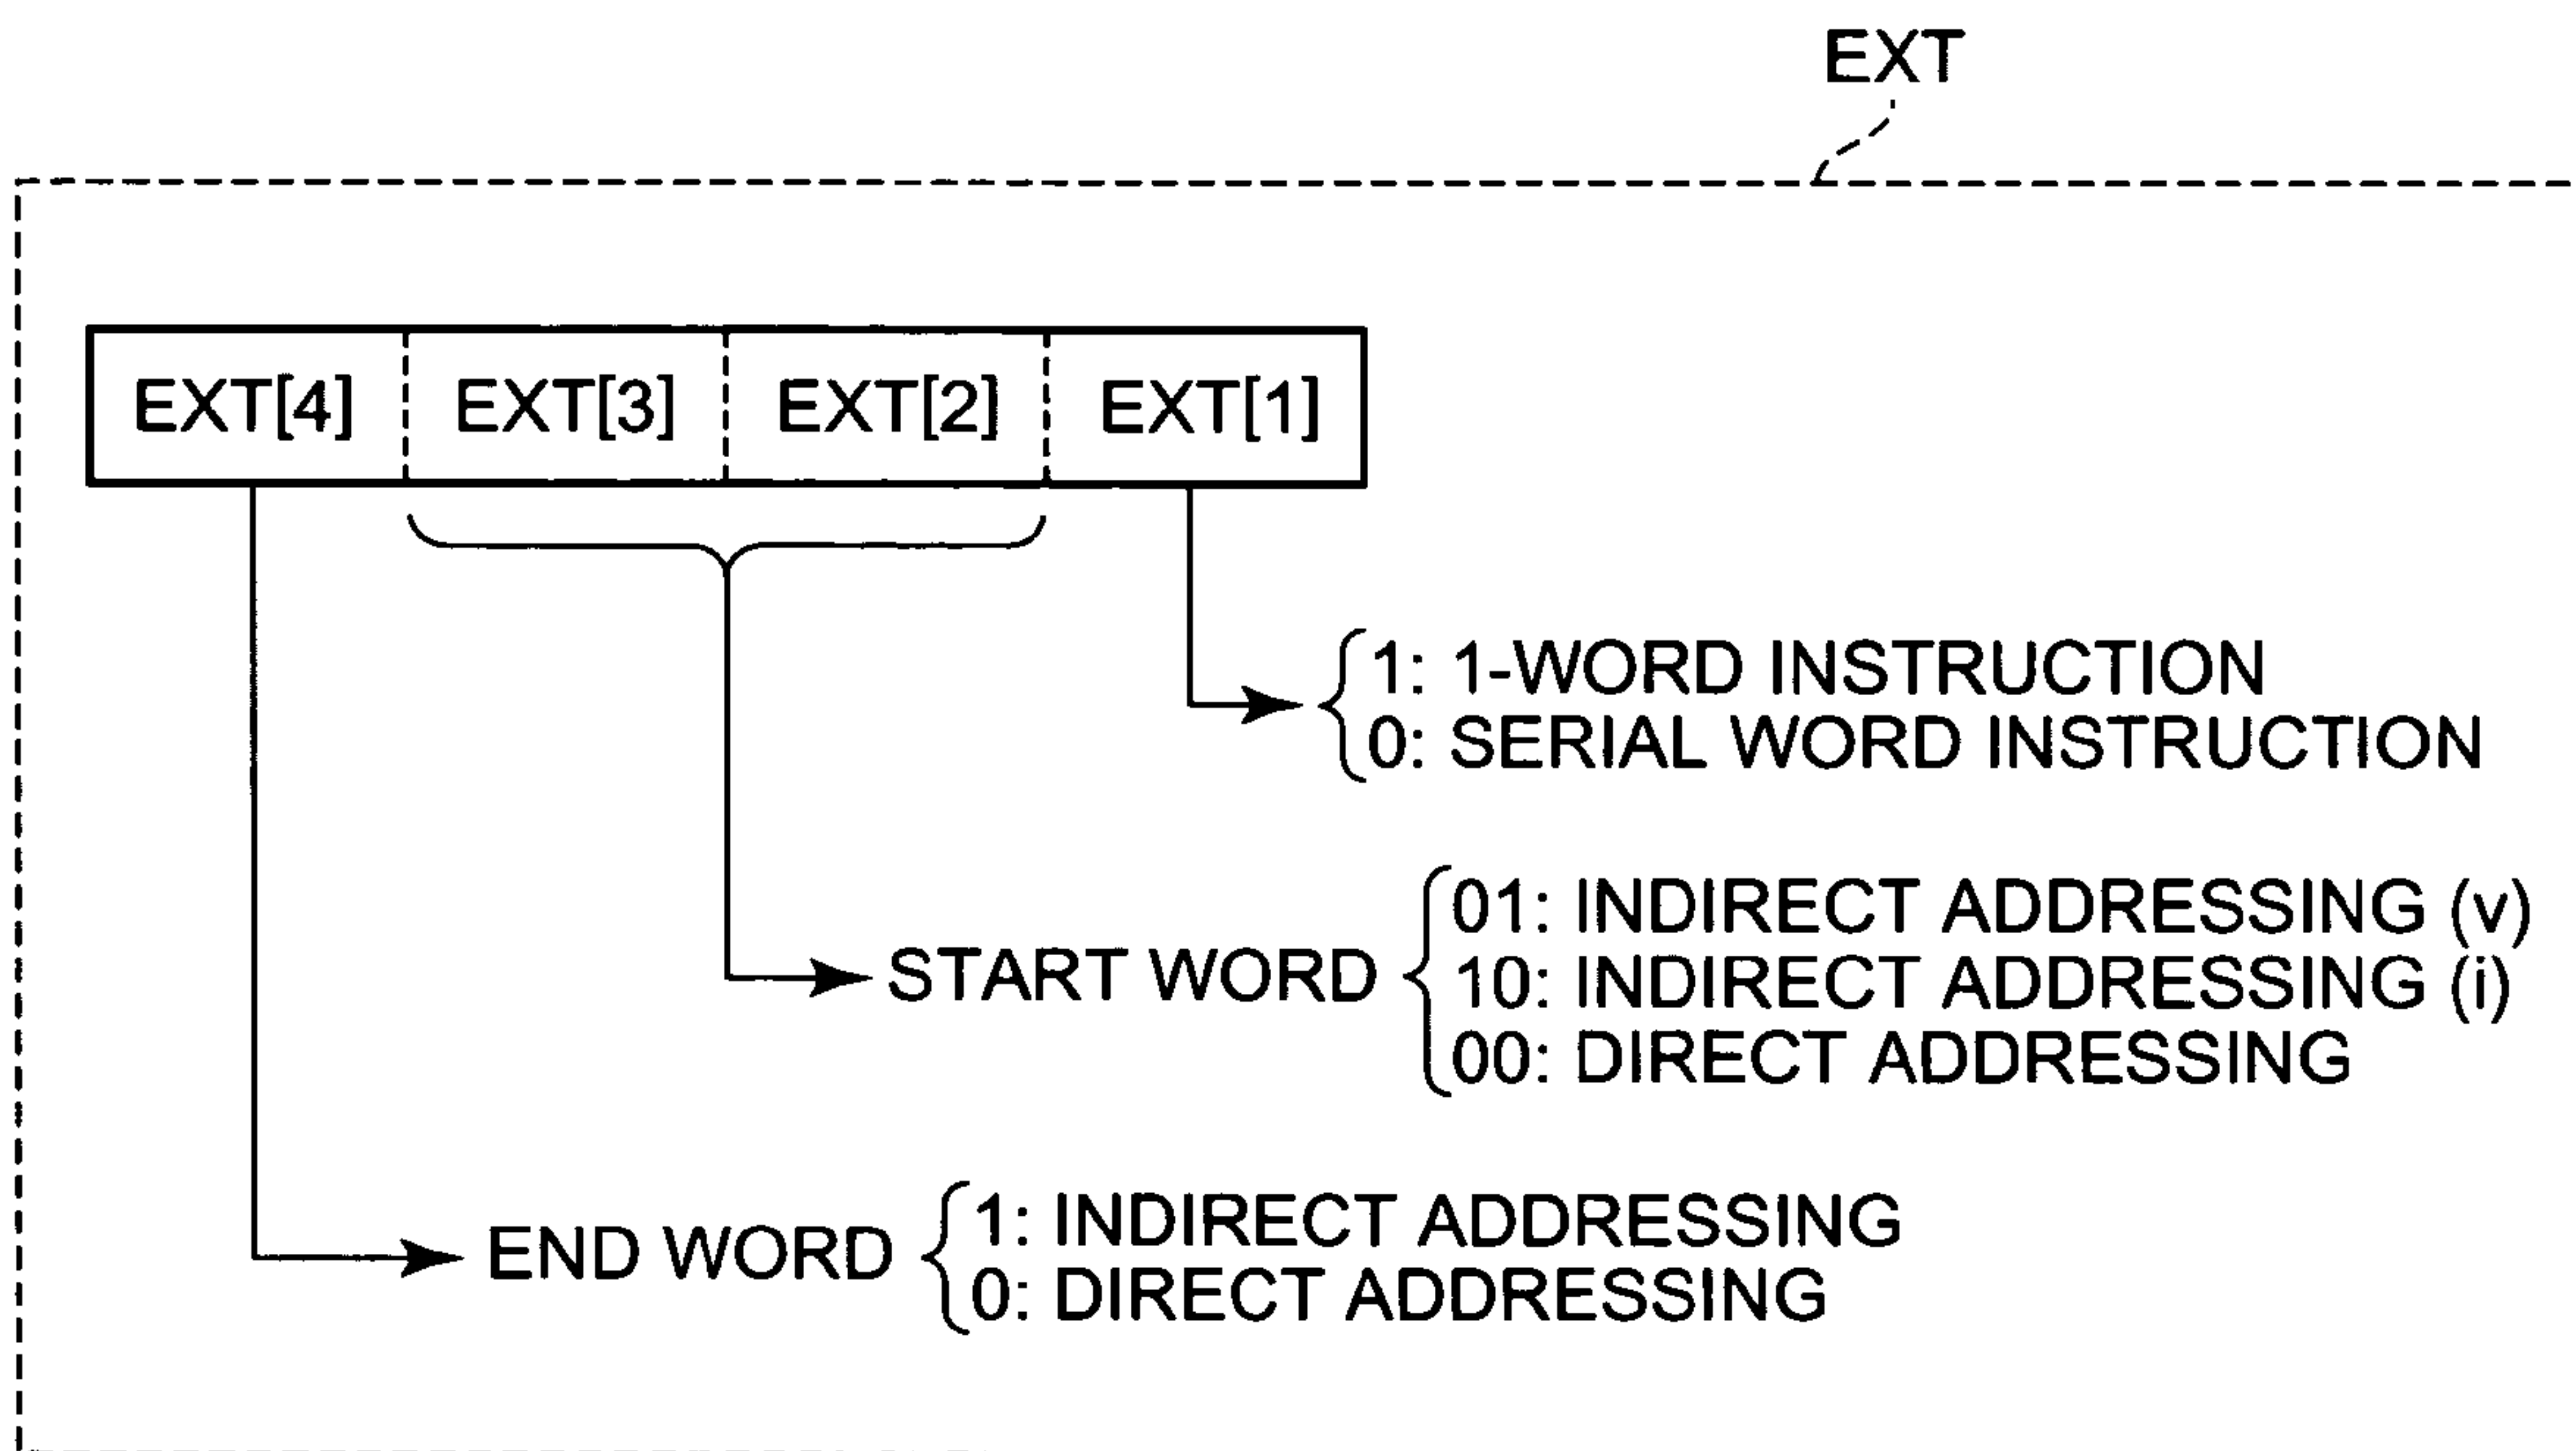 EXT
EXT[4] EXT[3] EXT[2] EXT[1]
1: 1-WORD INSTRUCTION
0: SERIAL WORD INSTRUCTION
START WORD
01: INDIRECT ADDRESSING (v)
10: INDIRECT ADDRESSING (i)
00: DIRECT ADDRESSING
END WORD
1: INDIRECT ADDRESSING
0: DIRECT ADDRESSING